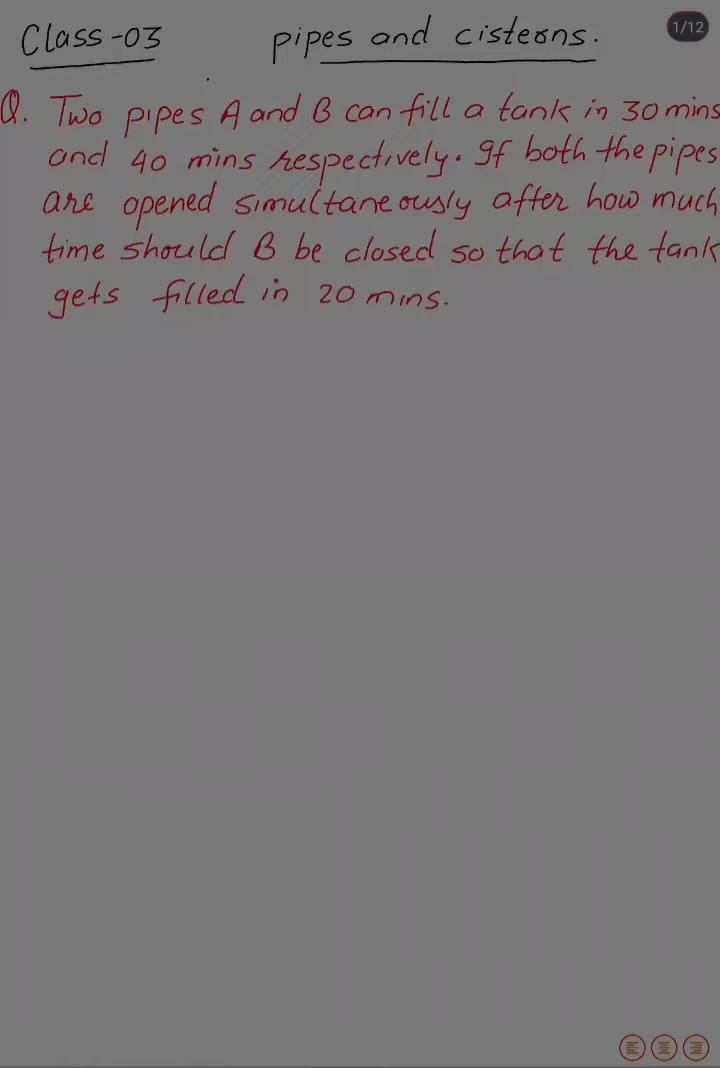 Class-03 pipes and cisterns.
1/12
Q. Two pipes A and B can fill a tank in 30 mins
and 40 mins respectively. If both the pipes
are opened simultaneously after how much
time should B be closed so that the tank
gets filled in 20 mins.